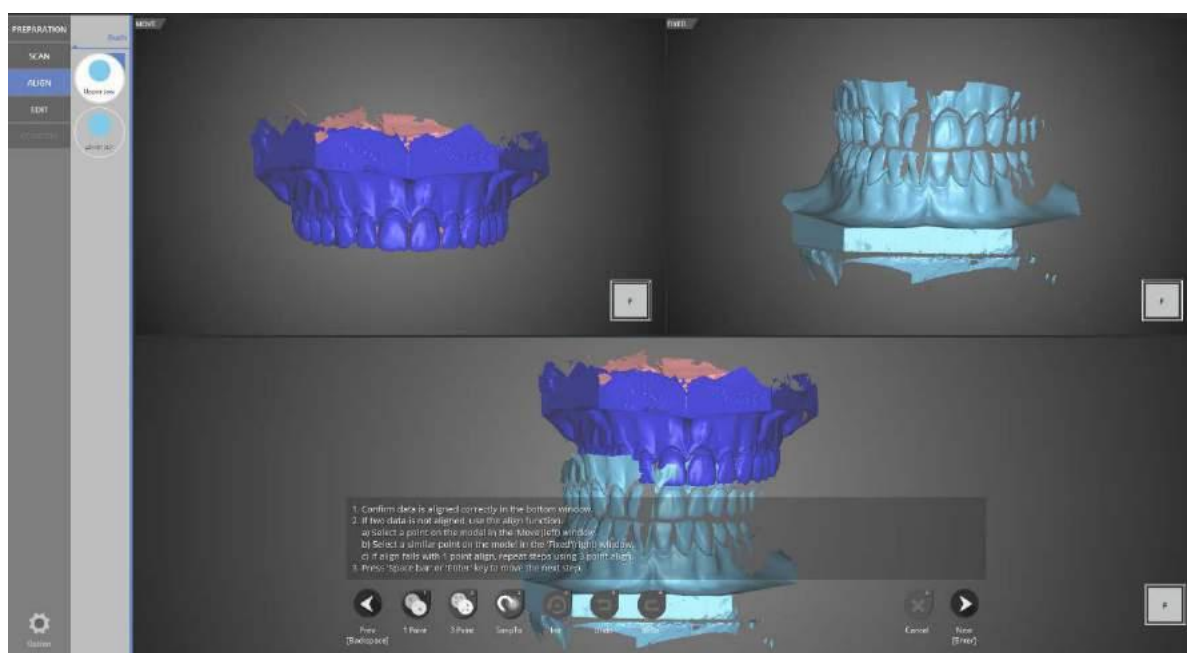 PREPARATION
SCAN
ALIGN
EDIT
MOVE
FIXED
F
F
1. Confirm data is aligned correctly in the bottom window.
2. If two data is not aligned, use the align function.
a) Select a point on the model in the 'Move'(left) window.
b) Select a similar point on the model in the 'Fixed'(right) window.
c) If align fails with 1 point align, repeat steps using 3 point align.
3. Press 'Space bar' or 'Enter' key to move the next step.
F
Prev
[Backspace]
1 Point
3 Point
SnapTo
Undo
Cancel
Next
[Enter]
Option